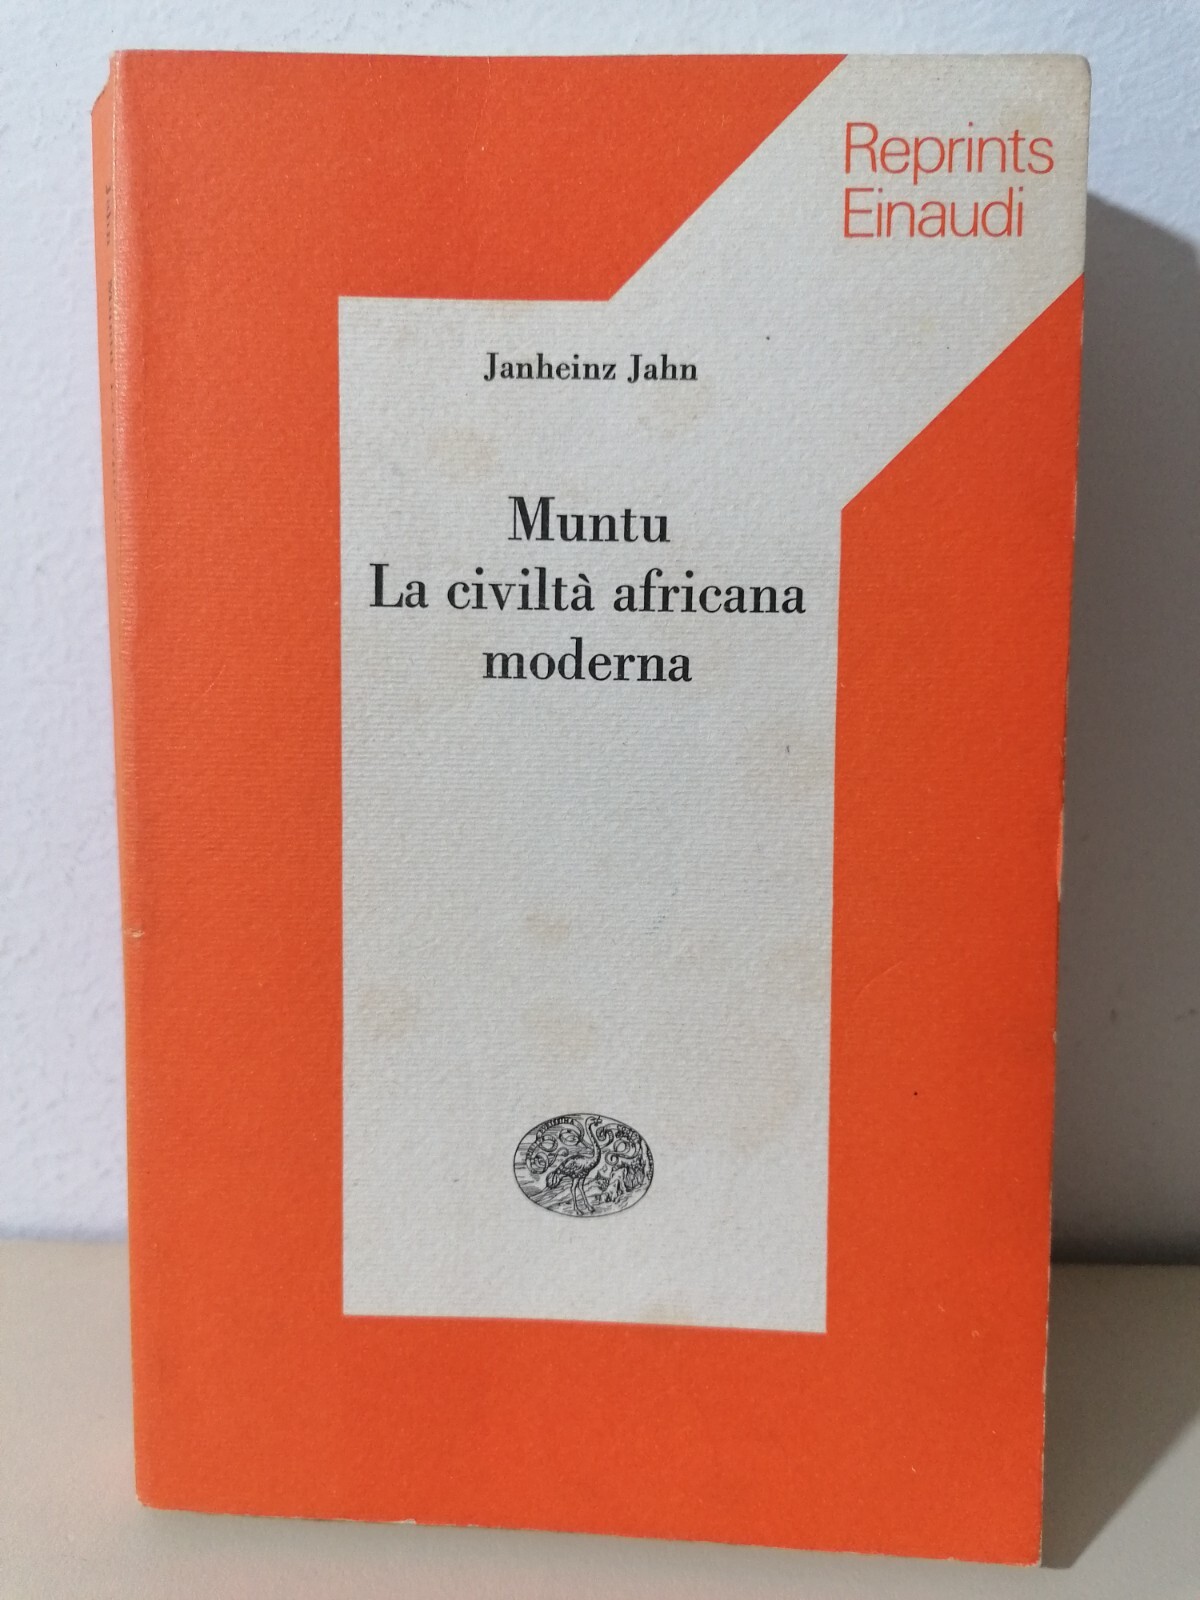 Reprints
Einaudi
Janheinz Jahn
Muntu
La civiltà africana
moderna